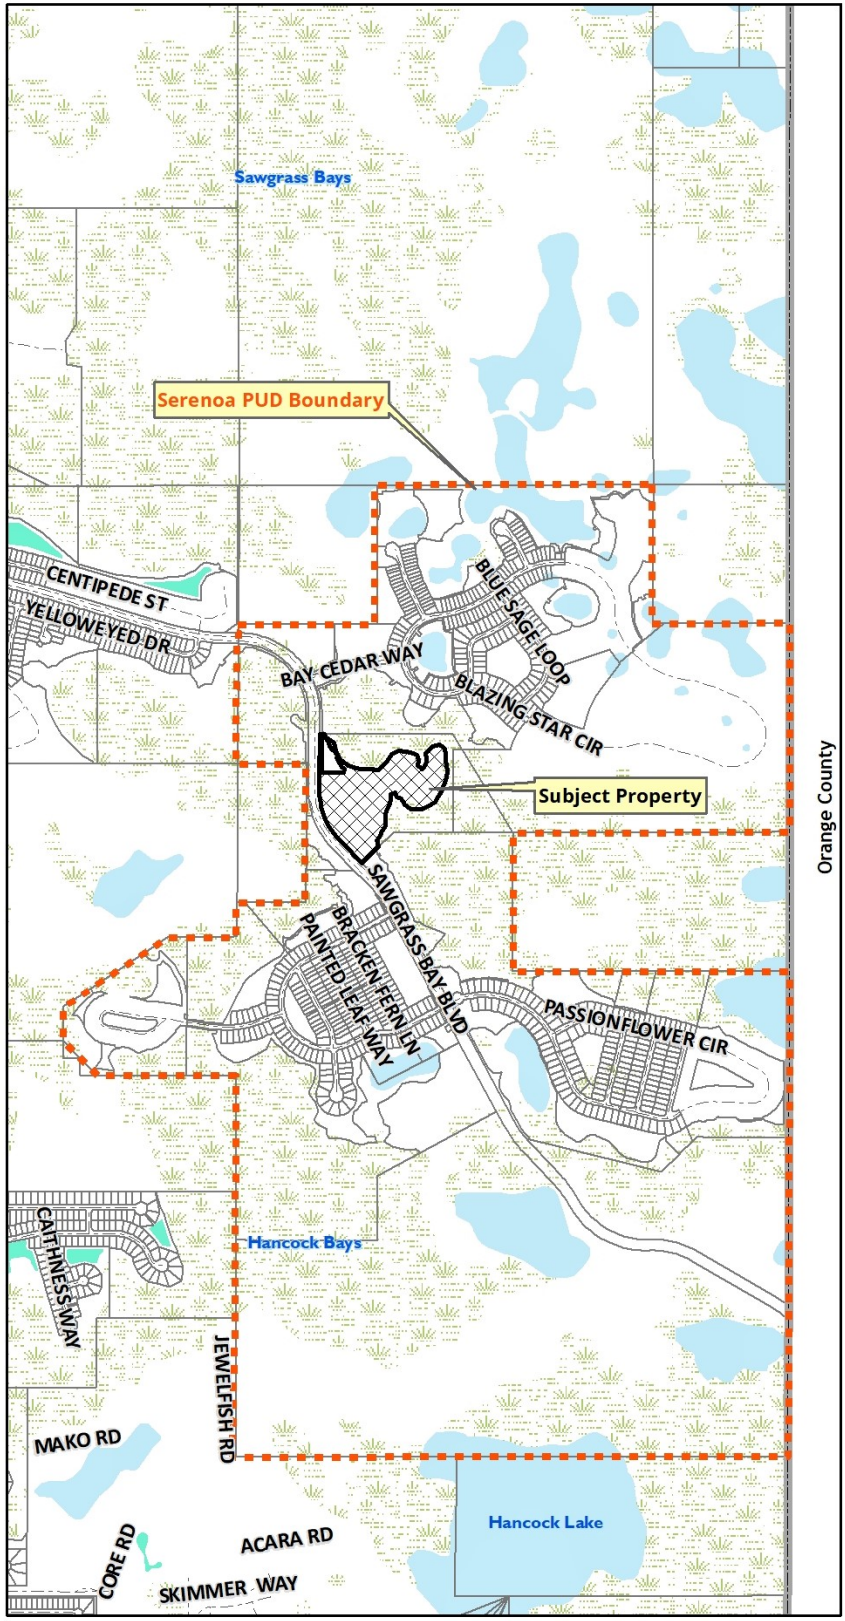 Sawgrass Bays
Serenoa PUD Boundary
CENTIPEDE ST
YELLOWEYED DR
BLUE SAGE LOOP
BAY CEDAR WAY
BLAZING STAR CIR
Subject Property
Orange County
SAWGRASS BAY BLVD
BRACKEN FERN LN
PAINTED LEAF WAY
PASSIONFLOWER CIR
CAITHNESS WAY
Hancock Bays
JEWELFISH RD
MAKO RD
Hancock Lake
CORE RD
ACARA RD
SKIMMER WAY